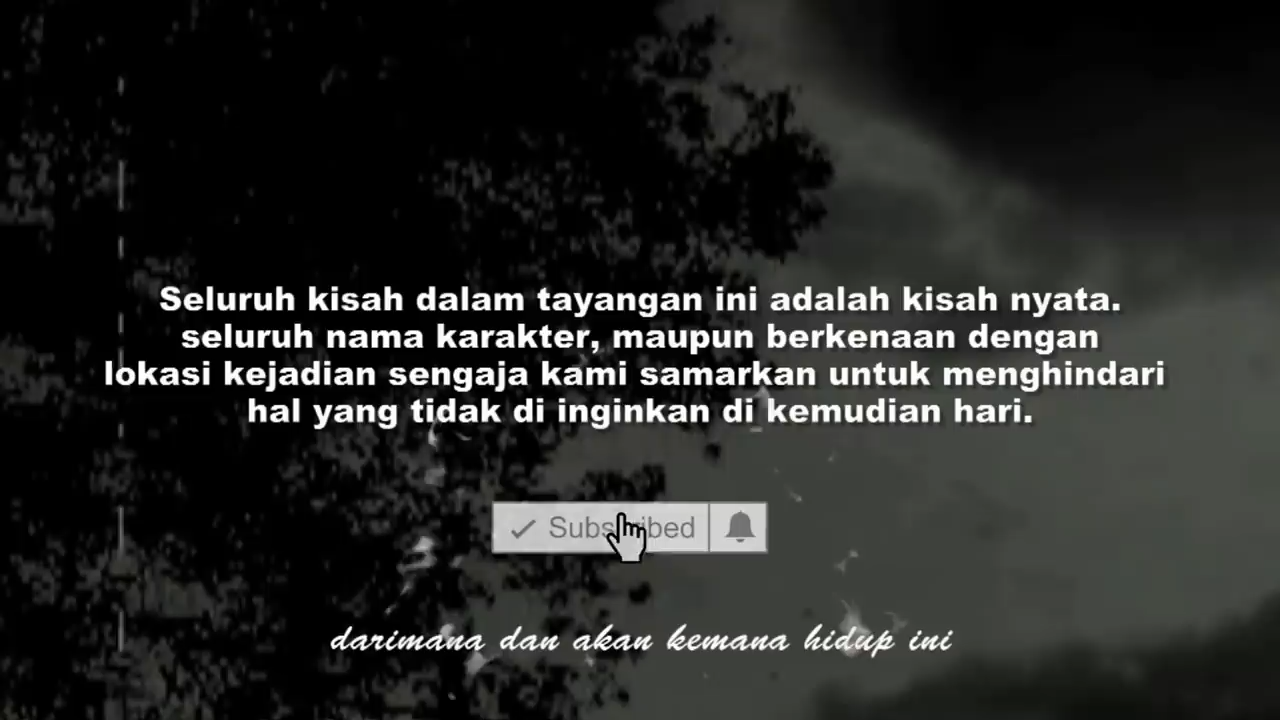 Seluruh kisah dalam tayangan ini adalah kisah nyata.
seluruh nama karakter, maupun berkenaan dengan
lokasi kejadian sengaja kami samarkan untuk menghindari
hal yang tidak di inginkan di kemudian hari.
Subscribed
darimana dan akan kemana hidup ini